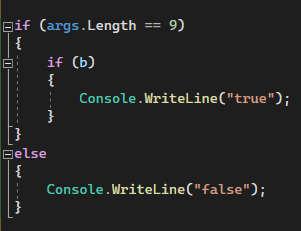 if (args.Length == 9)
{
    if (b)
    {
        Console.WriteLine("true");
    }
}
else
{
    Console.WriteLine("false");
}